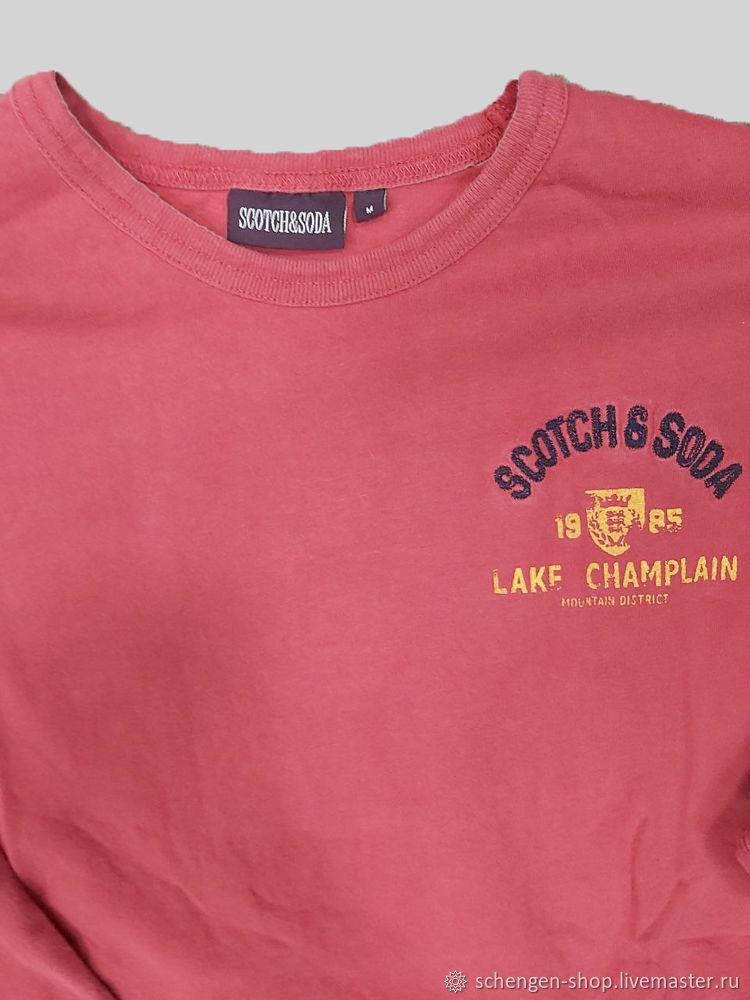 SCOTCH&SODA
M
SCOTCH & SODA
19 85
LAKE CHAMPLAIN
MOUNTAIN DISTRICT
schengen-shop.livemaster.ru